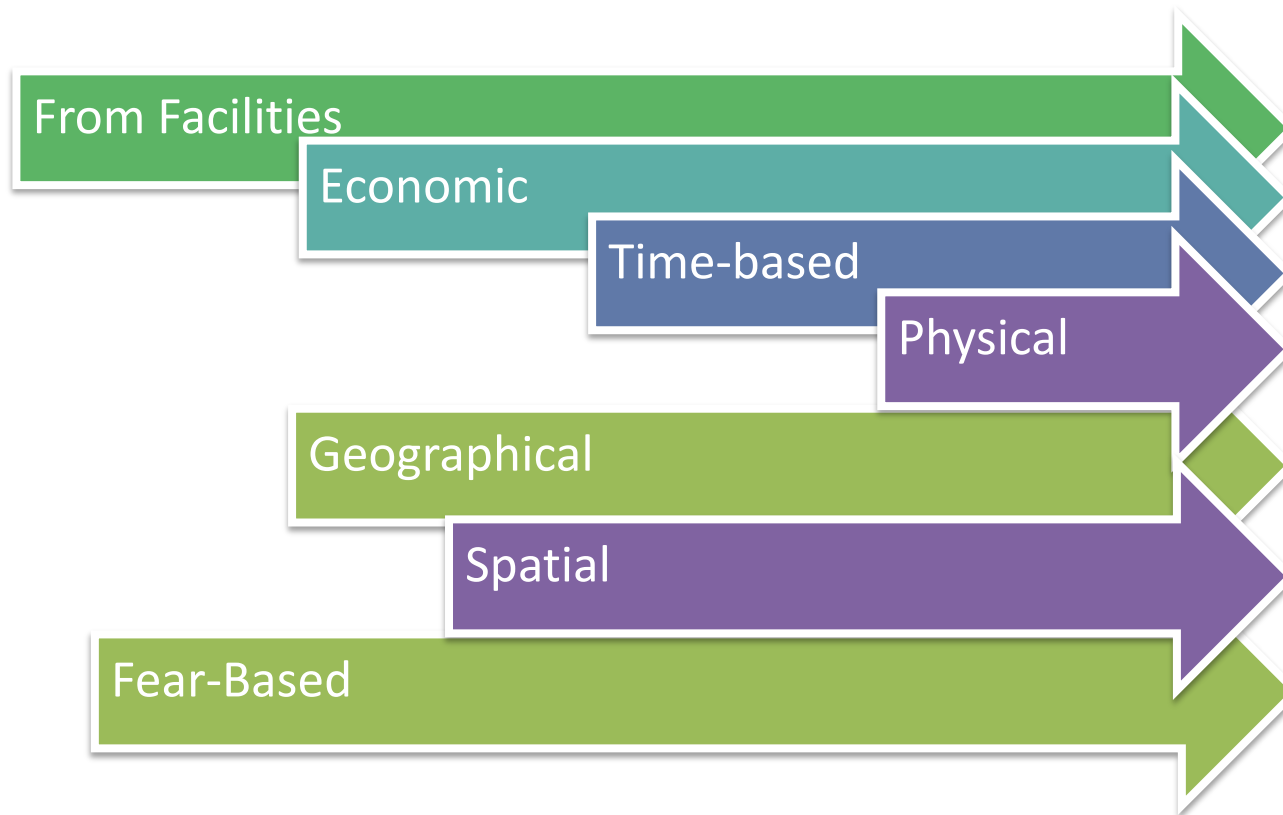 From Facilities
Economic
Time-based
Physical
Geographical
Spatial
Fear-Based